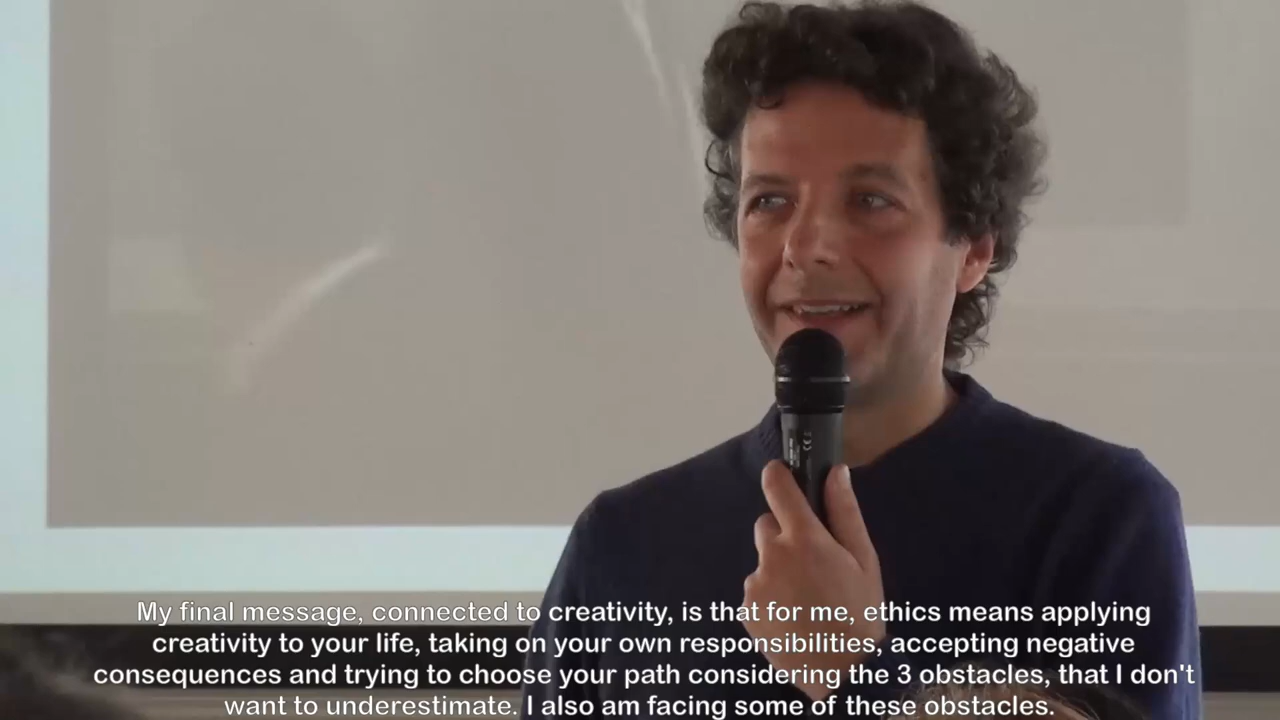 My final message, connected to creativity, is that for me, ethics means applying
creativity to your life, taking on your own responsibilities, accepting negative
consequences and trying to choose your path considering the 3 obstacles, that I don't
want to underestimate. I also am facing some of these obstacles.